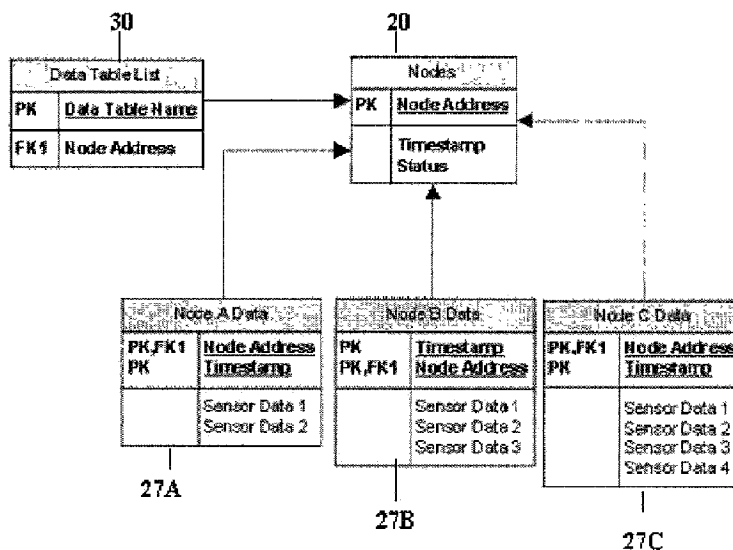 30
20
Data Table List
PK Data Table Name
FK1 Node Address
Nodes
PK Node Address
Timestamp
Status
Node A Data
PK,FK1 Node Address
PK Timestamp
Sensor Data 1
Sensor Data 2
Node B Data
PK Timestamp
PK,FK1 Node Address
Sensor Data 1
Sensor Data 2
Sensor Data 3
Node C Data
PK,FK1 Node Address
PK Timestamp
Sensor Data 1
Sensor Data 2
Sensor Data 3
Sensor Data 4
27A
27B
27C